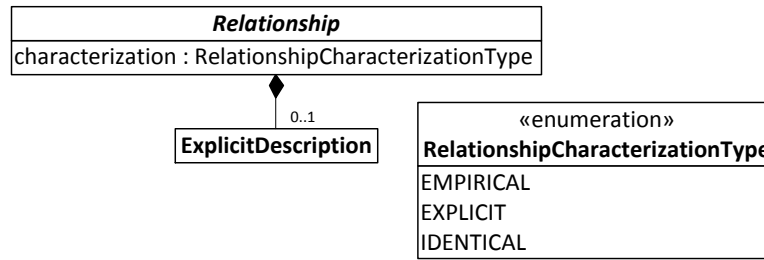 Relationship
characterization : RelationshipCharacterizationType
0..1
ExplicitDescription
«enumeration»
RelationshipCharacterizationType
EMPIRICAL
EXPLICIT
IDENTICAL